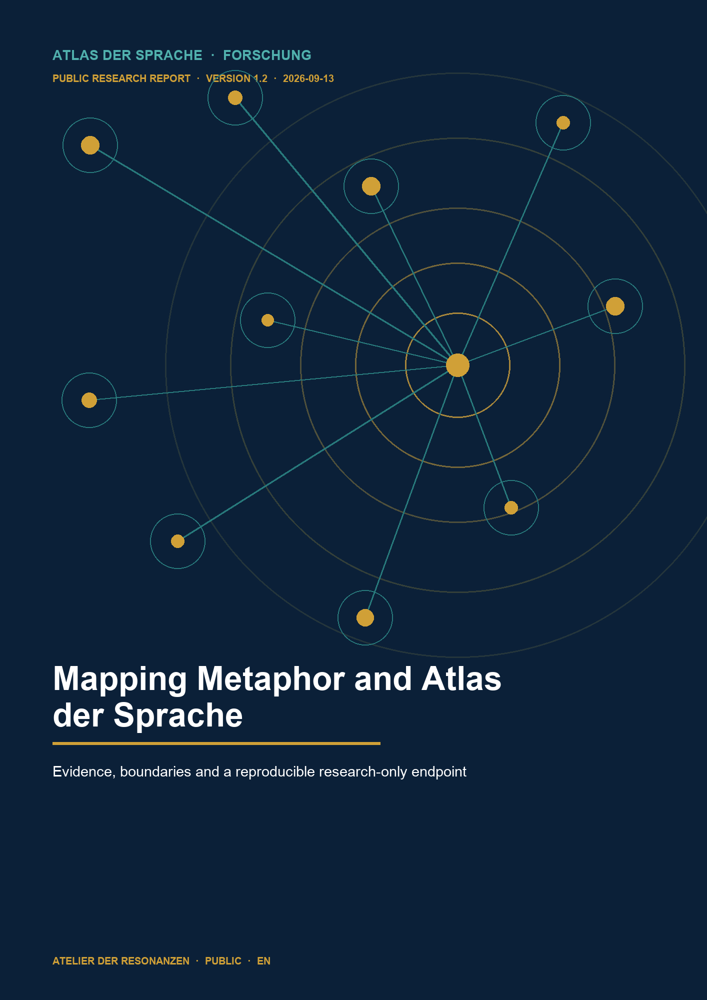 ATLAS DER SPRACHE · FORSCHUNG
PUBLIC RESEARCH REPORT · VERSION 1.2 · 2026-09-13
Mapping Metaphor and Atlas
der Sprache
Evidence, boundaries and a reproducible research-only endpoint
ATELIER DER RESONANZEN · PUBLIC · EN